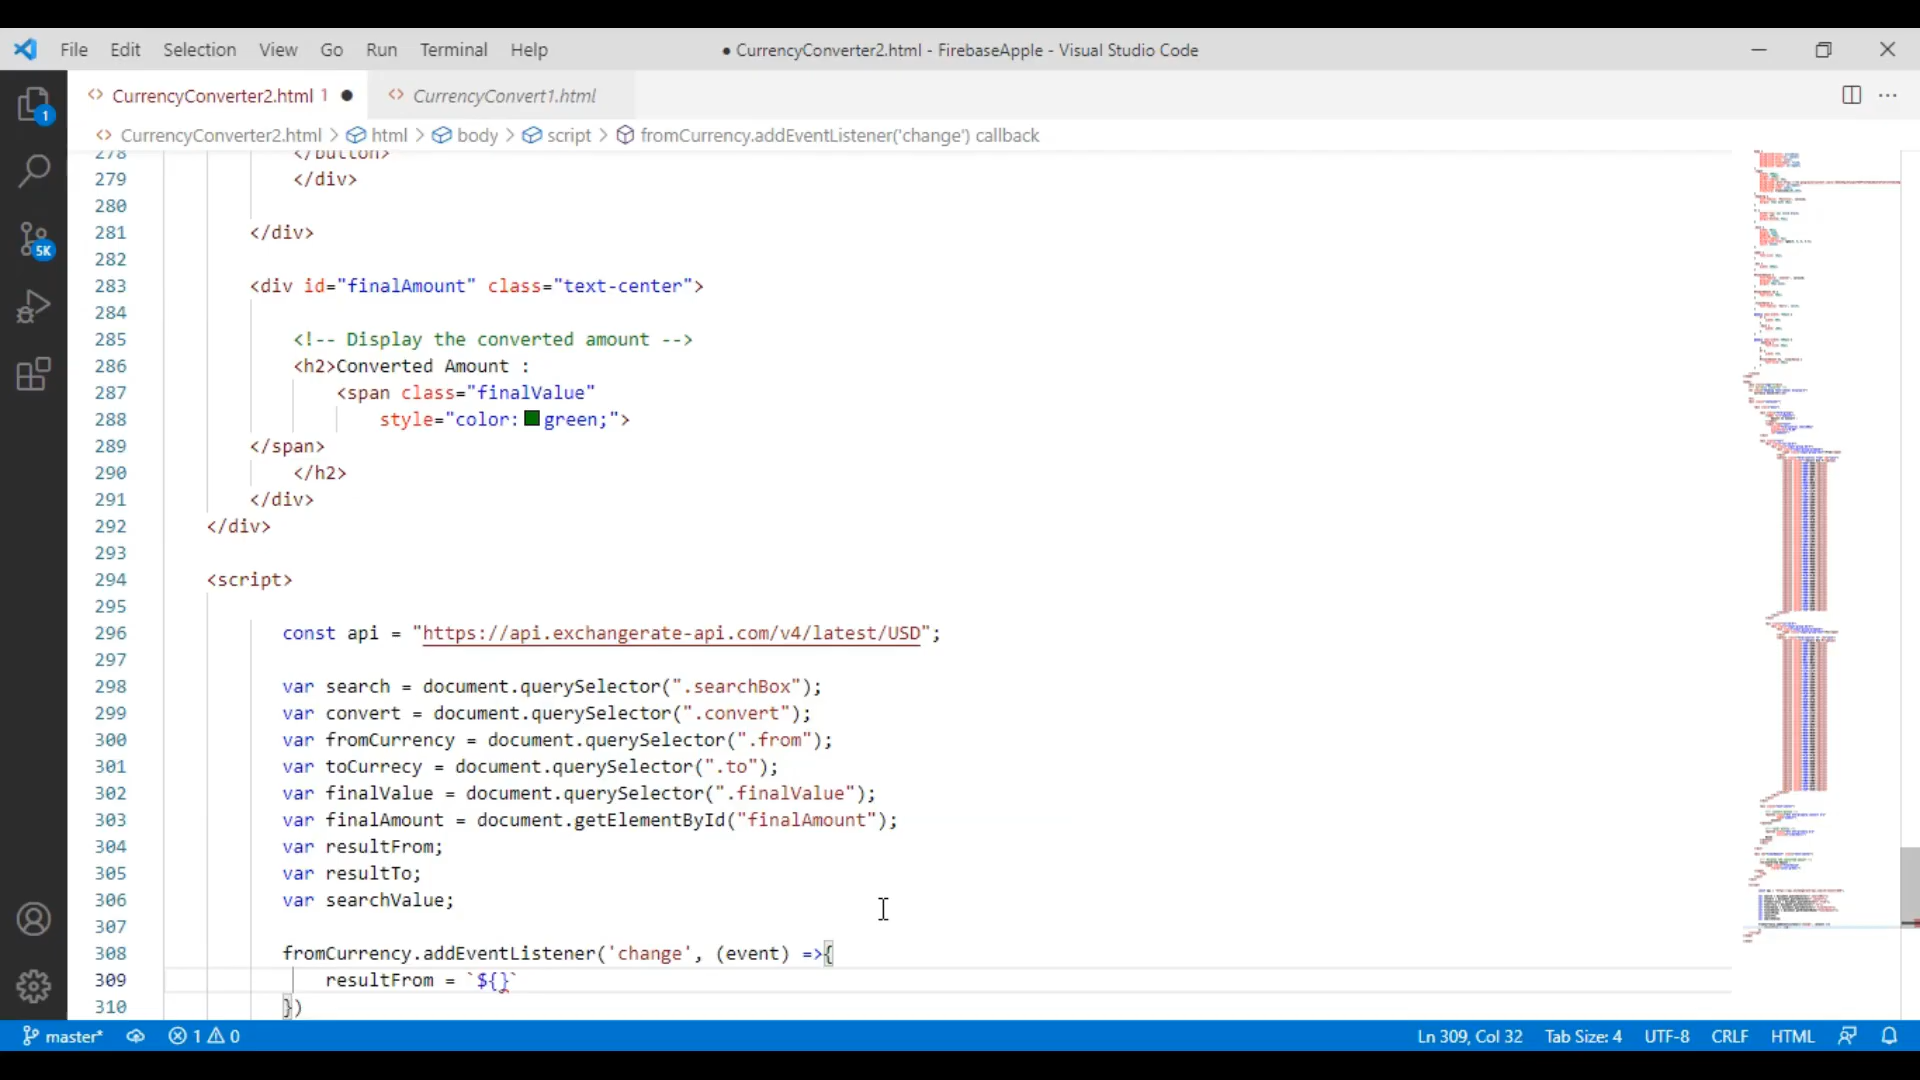 File Edit Selection View Go Run Terminal Help
● CurrencyConverter2.html - FirebaseApple - Visual Studio Code
CurrencyConverter2.html 1 ● CurrencyConvert1.html
CurrencyConverter2.html > html > body > script > fromCurrency.addEventListener('change') callback
278 </button>
279 </div>
280
281 </div>
282
283 <div id="finalAmount" class="text-center">
284
285 <!-- Display the converted amount -->
286 <h2>Converted Amount :
287 <span class="finalValue"
288 style="color:green;">
289 </span>
290 </h2>
291 </div>
292 </div>
293
294 <script>
295
296 const api = "https://api.exchangerate-api.com/v4/latest/USD";
297
298 var search = document.querySelector(".searchBox");
299 var convert = document.querySelector(".convert");
300 var fromCurrency = document.querySelector(".from");
301 var toCurrecy = document.querySelector(".to");
302 var finalValue = document.querySelector(".finalValue");
303 var finalAmount = document.getElementById("finalAmount");
304 var resultFrom;
305 var resultTo;
306 var searchValue;
307
308 fromCurrency.addEventListener('change', (event) =>{
309 resultFrom = `${}`
310 })
1
5K
master* 1 0 Ln 309, Col 32 Tab Size: 4 UTF-8 CRLF HTML